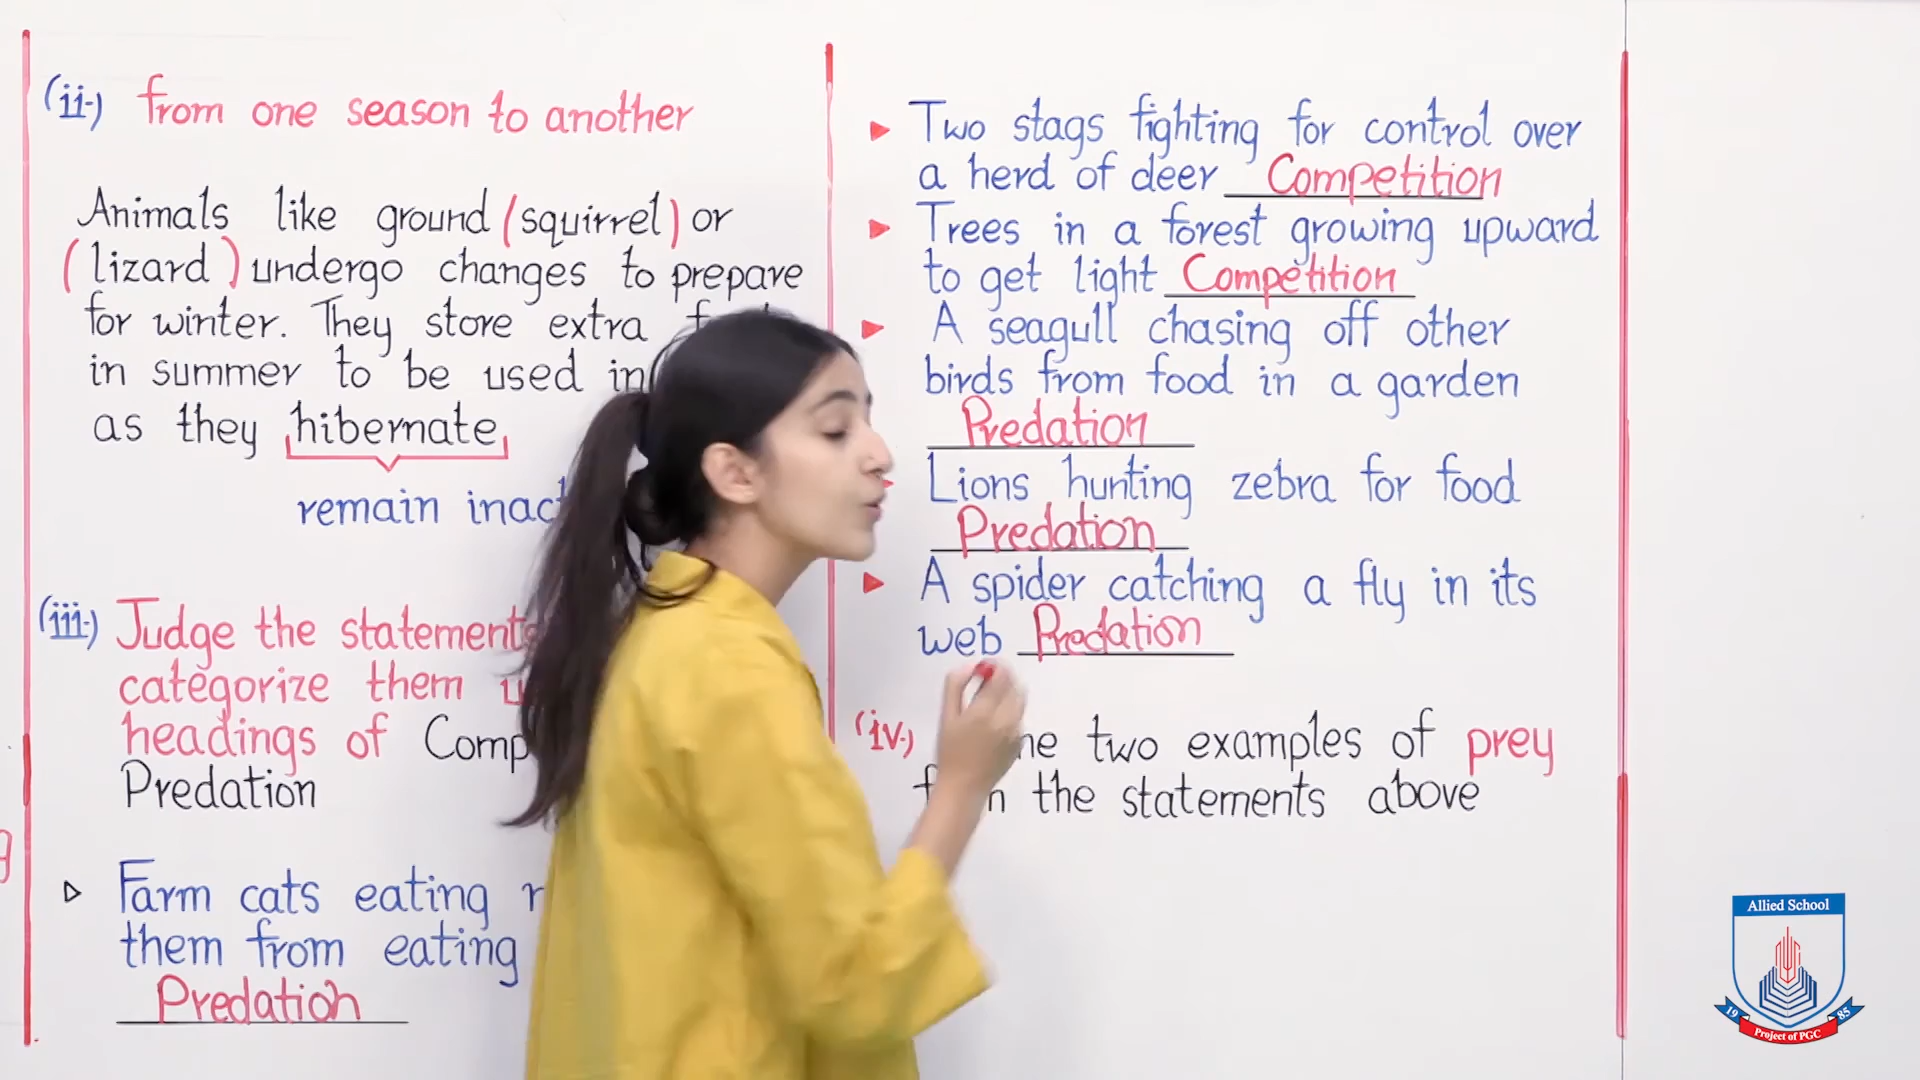 (ii-) from one season to another
Animals like ground (squirrel) or
(lizard) undergo changes to prepare
for winter. They store extra
in summer to be used in
as they hibernate
remain
(iii-) Judge the statements
categorize them
headings of
Predation
Farm cats eating
them from eating
Predation
Two stags fighting for control over
a herd of deer Competition
Trees in a forest growing upward
to get light Competition
A seagull chasing off other
birds from food in a garden
Predation
Lions hunting zebra for food
Predation
A spider catching a fly in its
web Predation
(iv-) two examples of prey
the statements above
Allied School
19 85
Project of PGC